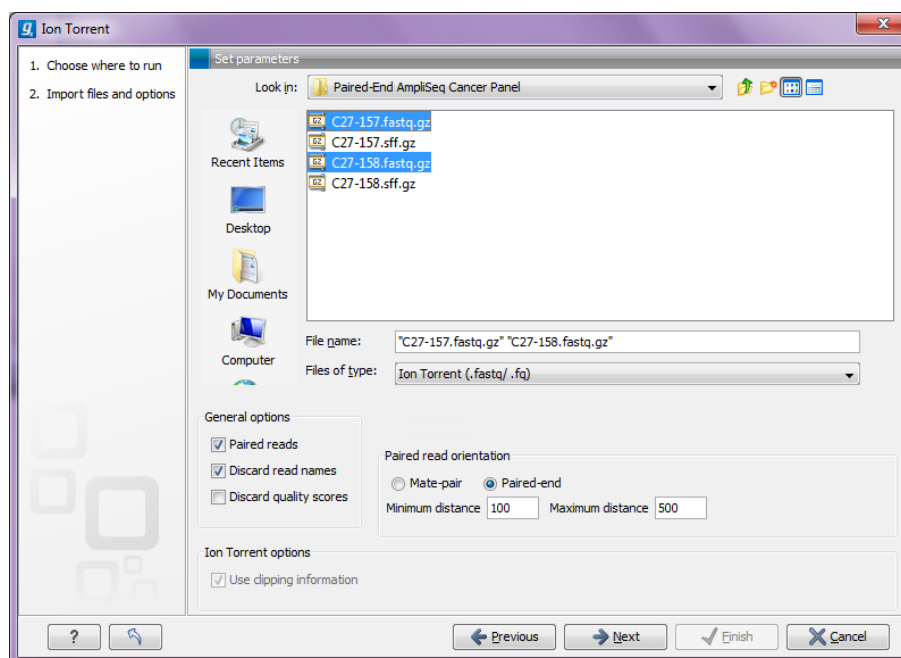 Ion Torrent
1. Choose where to run
2. Import files and options
Set parameters
Look in: Paired-End AmpliSeq Cancer Panel
Recent Items
Desktop
My Documents
Computer
C27-157.fastq.gz
C27-157.sff.gz
C27-158.fastq.gz
C27-158.sff.gz
File name: "C27-157.fastq.gz" "C27-158.fastq.gz"
Files of type: Ion Torrent (.fastq/ .fq)
General options
Paired reads
Discard read names
Discard quality scores
Paired read orientation
Mate-pair Paired-end
Minimum distance 100 Maximum distance 500
Ion Torrent options
Use clipping information
? Previous Next Finish Cancel